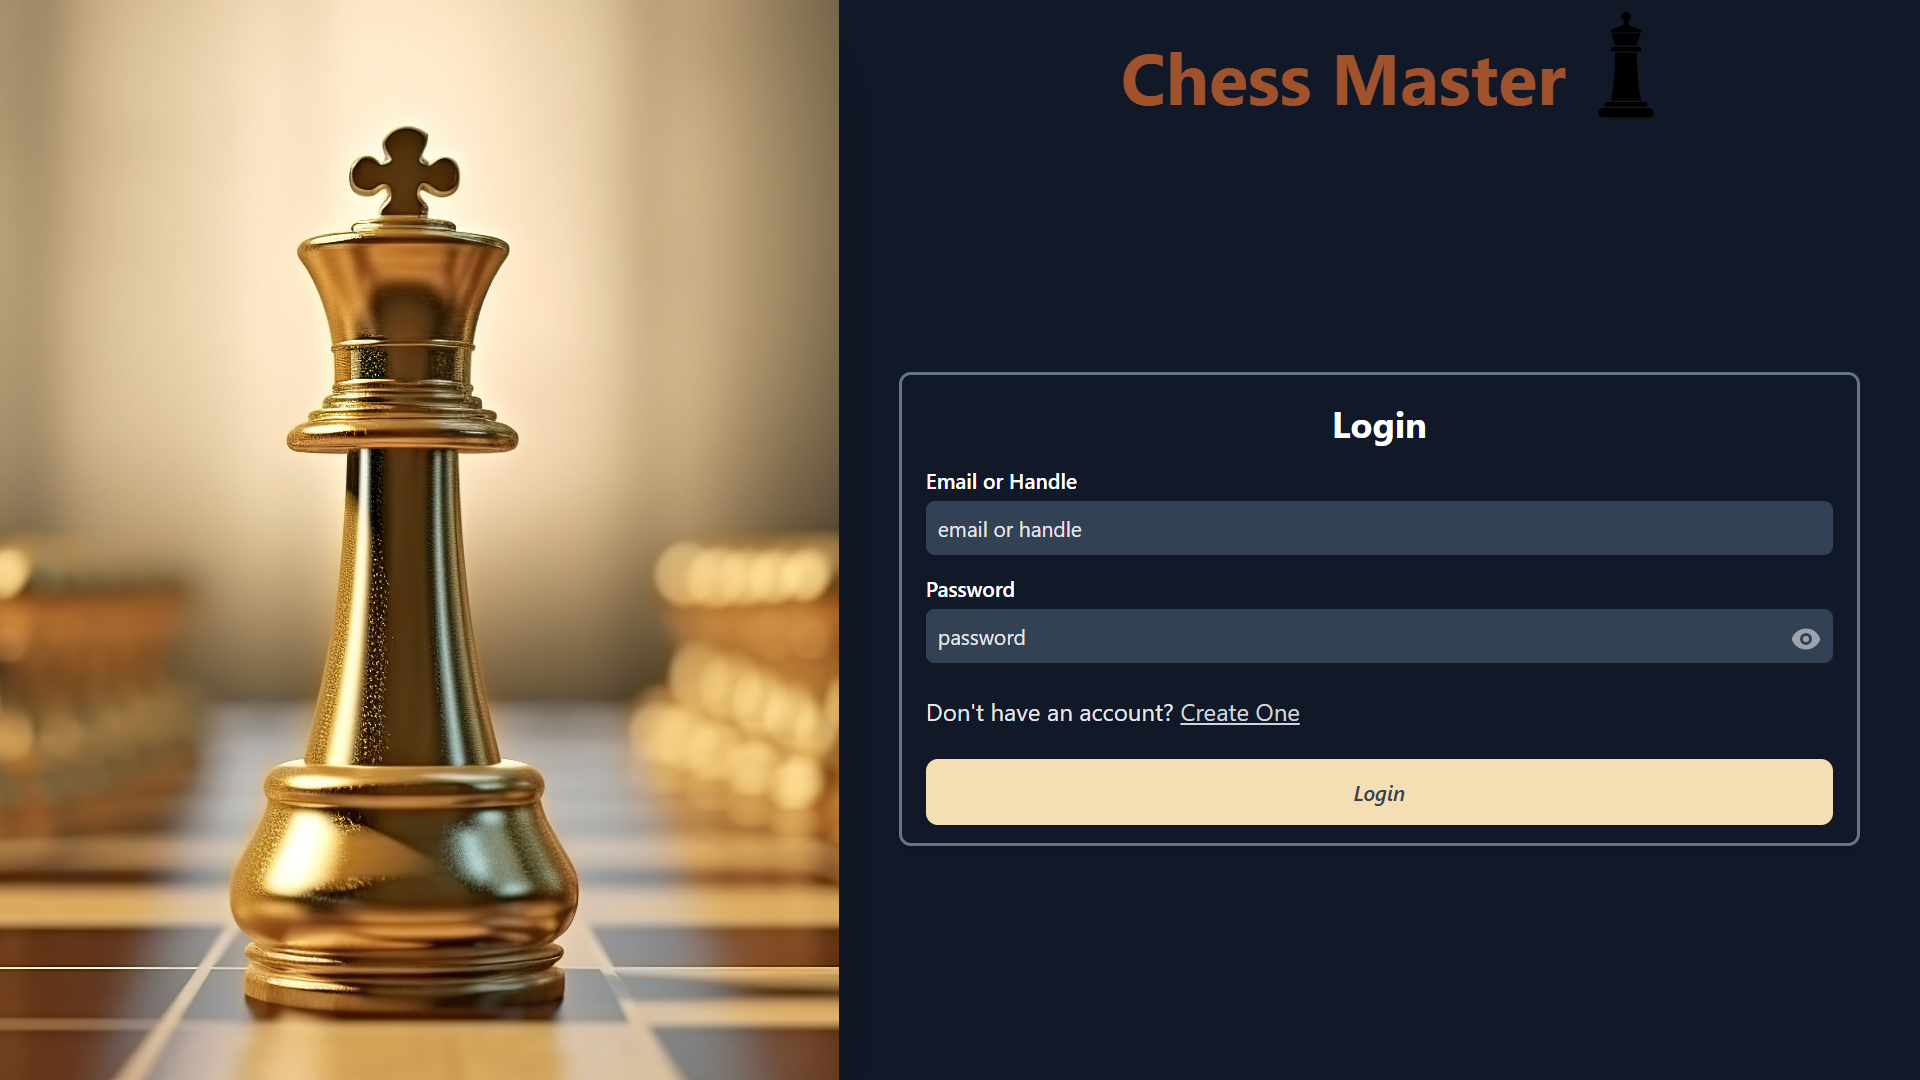 Chess Master
Login
Email or Handle
email or handle
Password
password
Don't have an account? Create One
Login